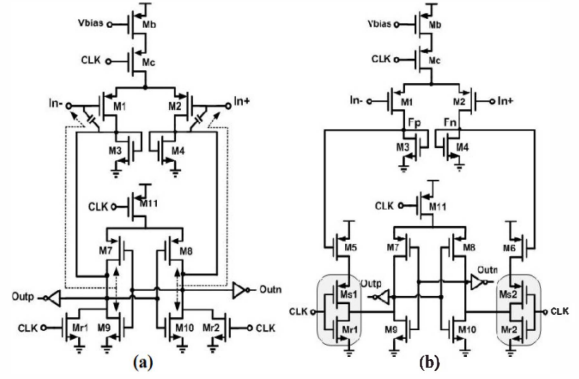 Vbias
Mb
CLK
Mc
In-
M1
M2
In+
M3
M4
CLK
M11
M7
M8
Outp
Outn
CLK
Mr1
M9
M10
Mr2
CLK
(a)
Vbias
Mb
CLK
Mc
In-
M1
M2
In+
Fp
Fn
M3
M4
CLK
M11
M5
M7
M8
M6
Outp
Outn
Ms1
Ms2
CLK
CLK
Mr1
M9
M10
Mr2
(b)